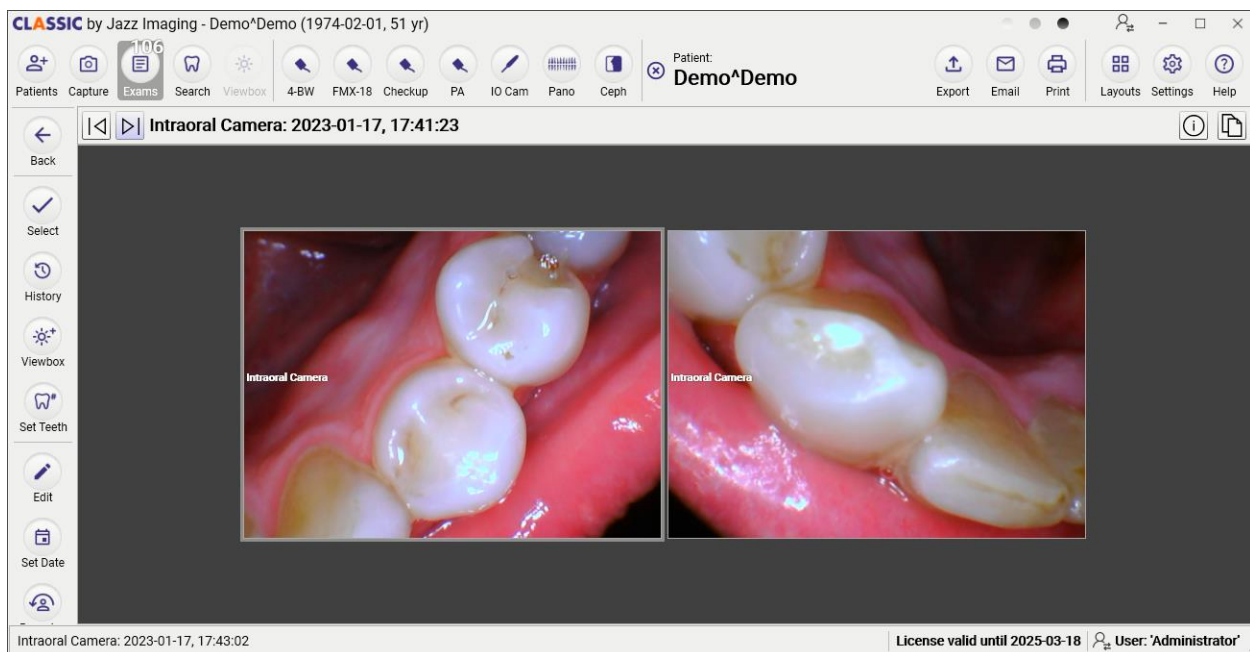 CLASSIC by Jazz Imaging - Demo^Demo (1974-02-01, 51 yr)
106
Patients Capture Exams Search Viewbox 4-BW FMX-18 Checkup PA IO Cam Pano Ceph
Patient:
Demo^Demo
Export Email Print Layouts Settings Help
Back
Intraoral Camera: 2023-01-17, 17:41:23
Select
History
Viewbox
Set Teeth
Edit
Set Date
Intraoral Camera
Intraoral Camera
Intraoral Camera: 2023-01-17, 17:43:02
License valid until 2025-03-18
User: 'Administrator'